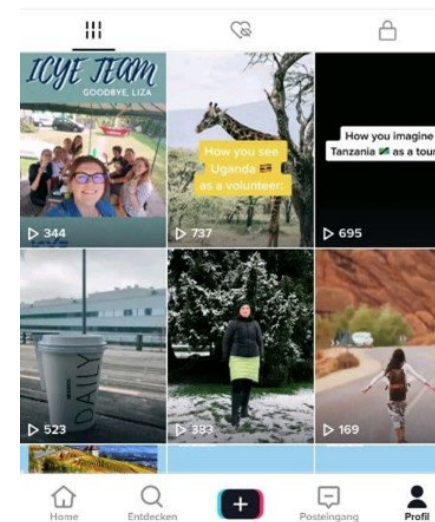 ICYE TEAM
GOODBYE, LIZA
344
How you see
Uganda 🇺🇬
as a volunteer:
737
How you imagine
Tanzania 🇹🇿 as a tour
695
DAILY
523
383
169
Home
Entdecken
Posteingang
Profil